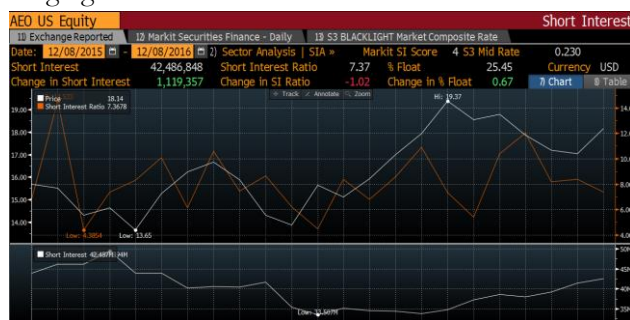 AEO US Equity Short Interest
11) Exchange Reported 12) Markit Securities Finance - Daily 13) S3 BLACKLIGHT Market Composite Rate
Date: 12/08/2015 - 12/08/2016 2) Sector Analysis | SIA » Markit SI Score 4 S3 Mid Rate 0.230
Short Interest 42,486,848 Short Interest Ratio 7.37 % Float 25.45 Currency USD
Change in Short Interest 1,119,357 Change in SI Ratio -1.02 Change in % Float 0.67 7) Chart 8) Table
Track Annotate Zoom
Price 18.14
Short Interest Ratio 7.3678
Hi: 19.37
19.00
18.00
17.00
16.00
15.00
14.00
14.0
12.0
10.0
8.00
6.00
4.00
Low: 4.3854 Low: 13.65
Short Interest
Low: 33.507M
50M
45M
40M
35M